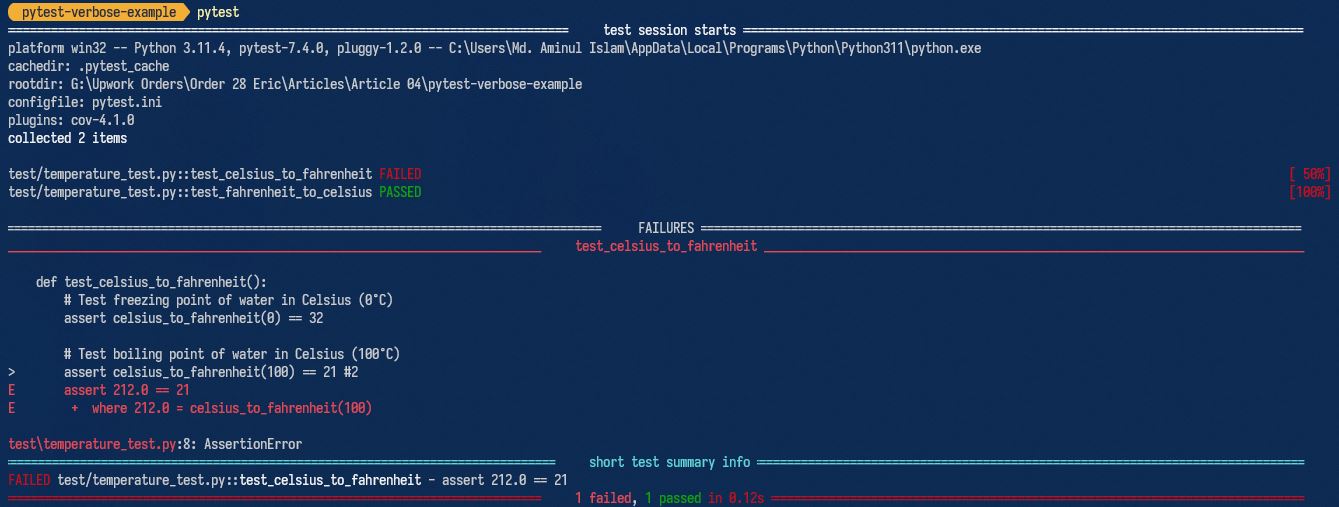 pytest-verbose-example pytest
============================== test session starts ==============================
platform win32 -- Python 3.11.4, pytest-7.4.0, pluggy-1.2.0 -- C:\Users\Md. Aminul Islam\AppData\Local\Programs\Python\Python311\python.exe
cachedir: .pytest_cache
rootdir: G:\Upwork Orders\Order 28 Eric\Articles\Article 04\pytest-verbose-example
configfile: pytest.ini
plugins: cov-4.1.0
collected 2 items
test/temperature_test.py::test_celsius_to_fahrenheit FAILED [ 50%]
test/temperature_test.py::test_fahrenheit_to_celsius PASSED [100%]
============================== FAILURES ==============================
______________________________ test_celsius_to_fahrenheit ______________________________
def test_celsius_to_fahrenheit():
# Test freezing point of water in Celsius (0°C)
assert celsius_to_fahrenheit(0) == 32
# Test boiling point of water in Celsius (100°C)
> assert celsius_to_fahrenheit(100) == 21 #2
E assert 212.0 == 21
E + where 212.0 = celsius_to_fahrenheit(100)
test\temperature_test.py:8: AssertionError
============================== short test summary info ==============================
FAILED test/temperature_test.py::test_celsius_to_fahrenheit - assert 212.0 == 21
============================== 1 failed, 1 passed in 0.12s ==============================